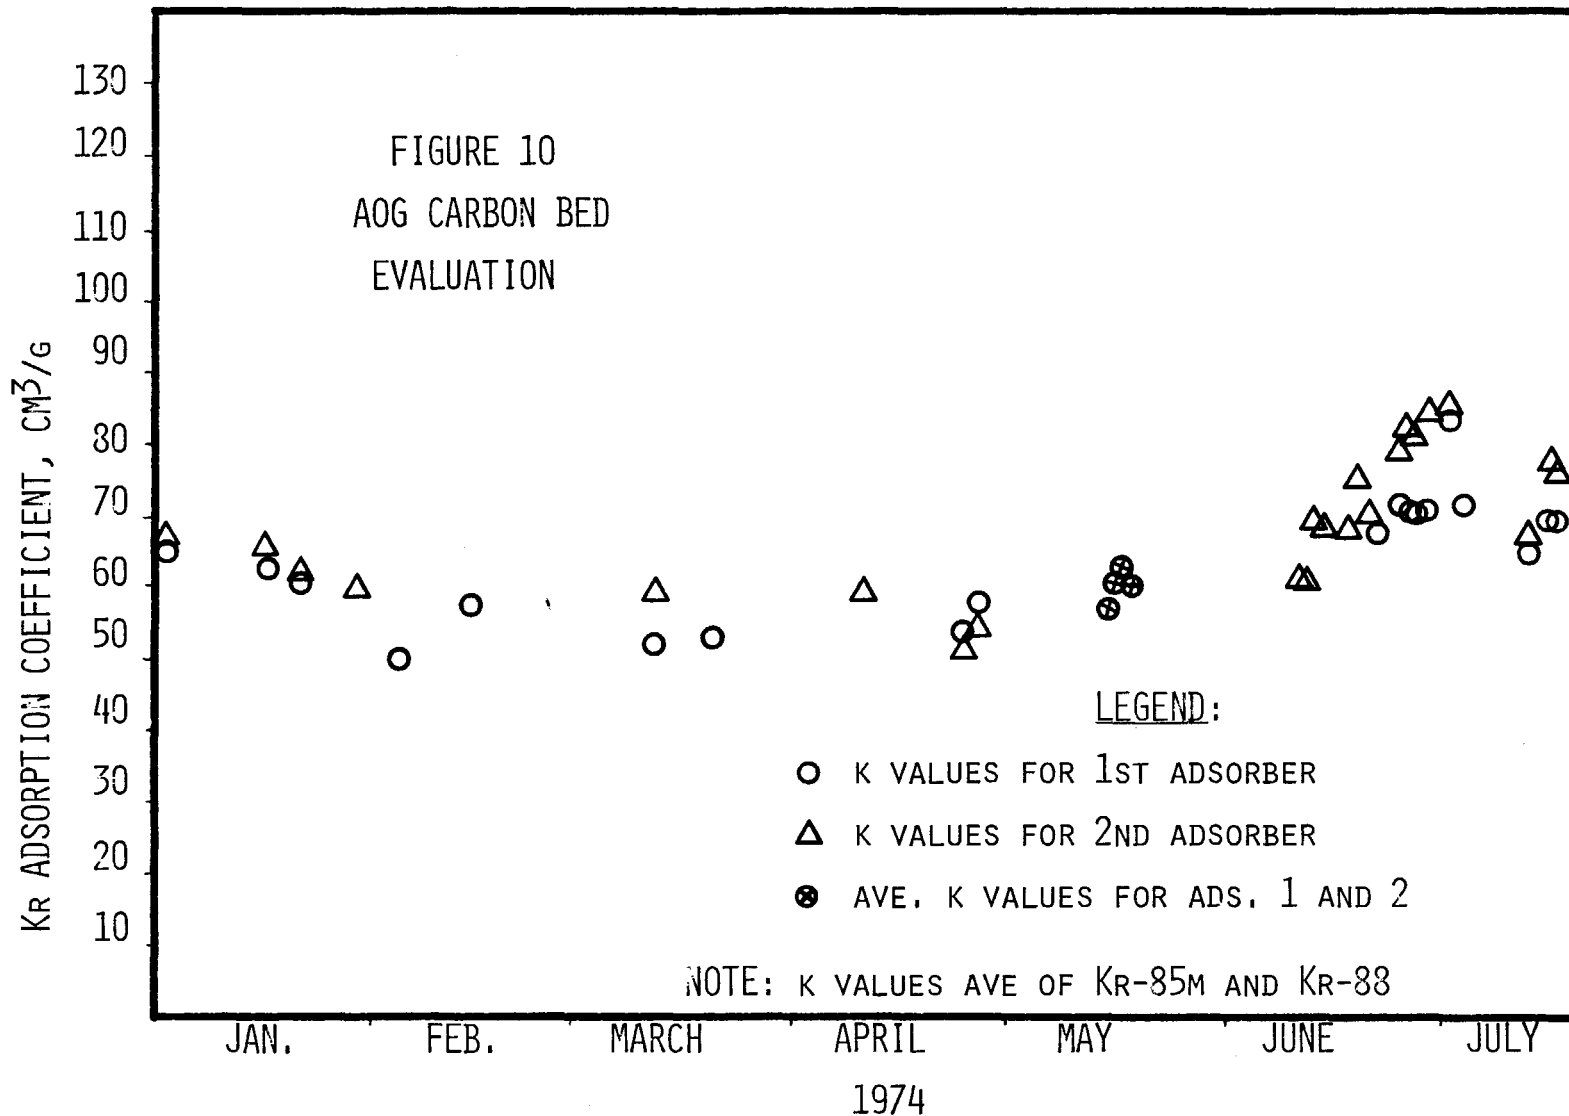 FIGURE 10
AOG CARBON BED
EVALUATION
KR ADSORPTION COEFFICIENT, CM³/G
130
120
110
100
90
80
70
60
50
40
30
20
10
LEGEND:
K VALUES FOR 1ST ADSORBER
K VALUES FOR 2ND ADSORBER
AVE. K VALUES FOR ADS. 1 AND 2
NOTE: K VALUES AVE OF KR-85M AND KR-88
JAN. FEB. MARCH APRIL MAY JUNE JULY
1974